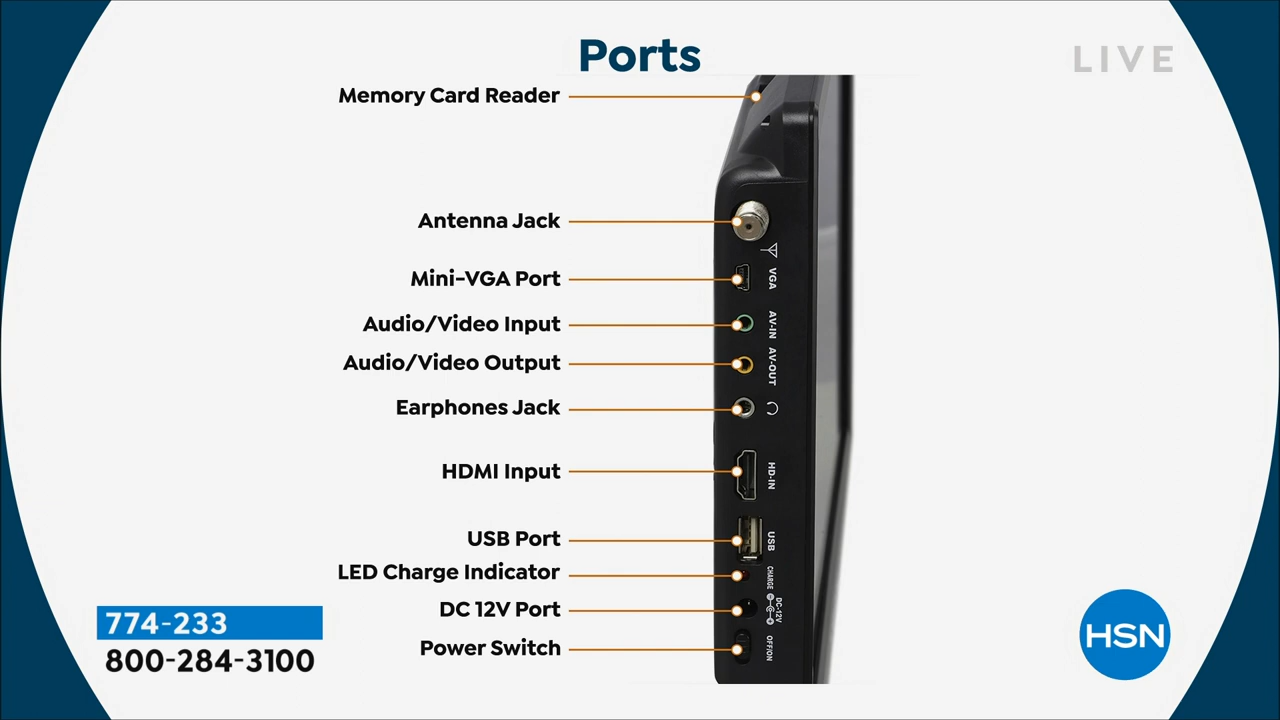 Ports
LIVE
Memory Card Reader
Antenna Jack
Mini-VGA Port
VGA
Audio/Video Input
AV-IN
Audio/Video Output
AV-OUT
Earphones Jack
HDMI Input
HD-IN
USB Port
USB
LED Charge Indicator
CHARGE
DC 12V Port
DC-12V
Power Switch
OFF/ON
774-233
800-284-3100
HSN